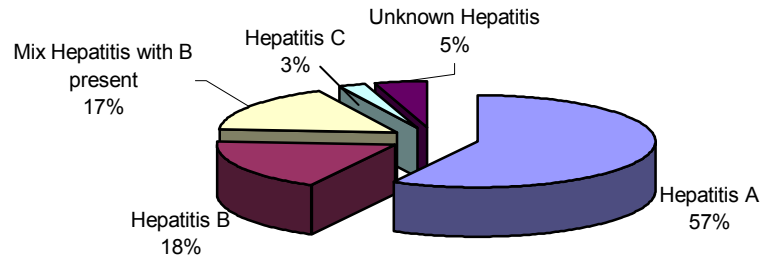 Unknown Hepatitis
5%
Hepatitis C
3%
Mix Hepatitis with B
present
17%
Hepatitis A
57%
Hepatitis B
18%